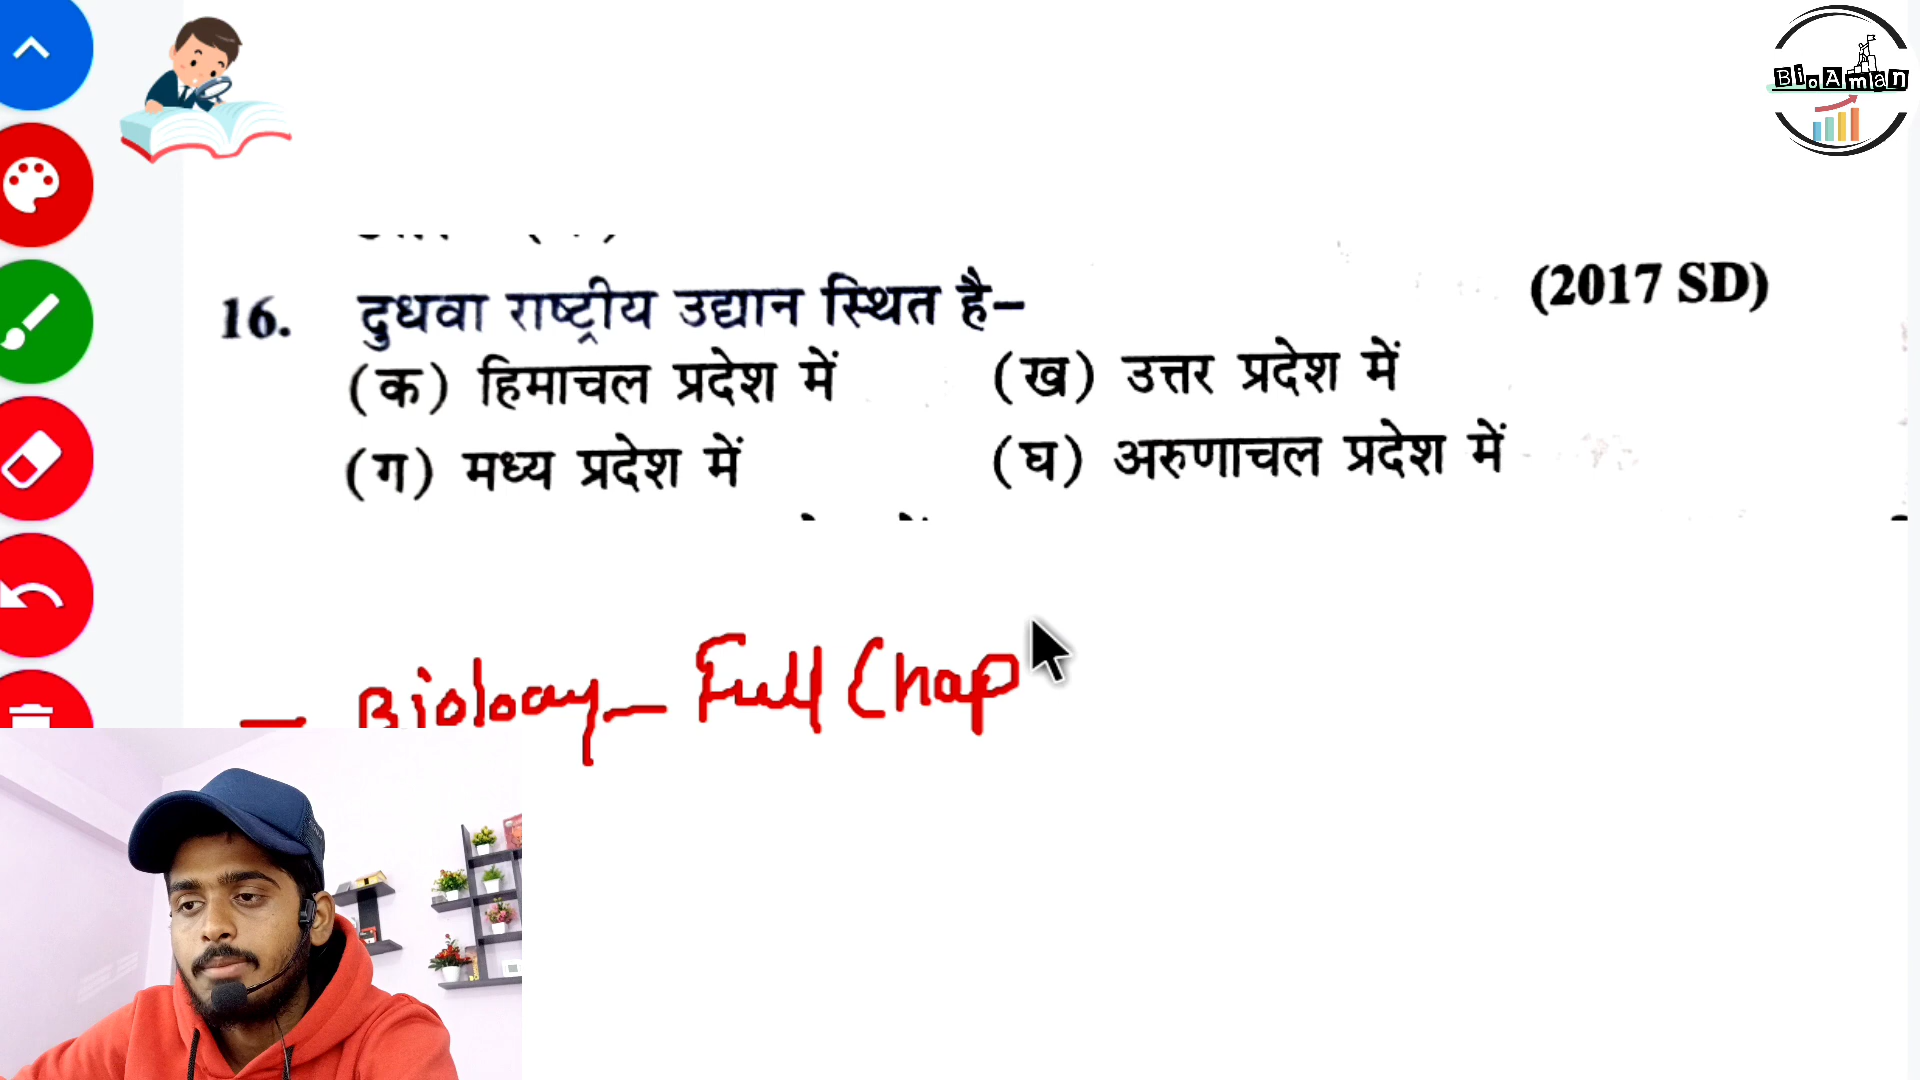 BioAman
16. दुधवा राष्ट्रीय उद्यान स्थित है– (2017 SD)
(क) हिमाचल प्रदेश में (ख) उत्तर प्रदेश में
(ग) मध्य प्रदेश में (घ) अरुणाचल प्रदेश में
– Biology – Full Chap